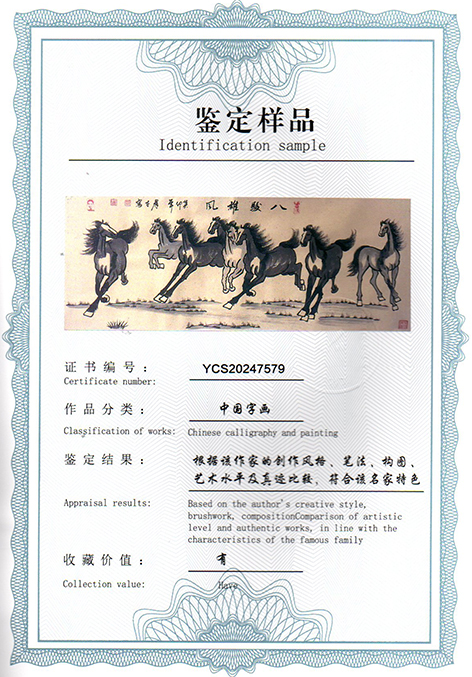 鉴定样品
Identification sample
八骏雄风
证书编号：
YCS20247579
Certificate number:
作品分类：
中国字画
Classification of works:
Chinese calligraphy and painting
鉴定结果：
根据该作家的创作风格、笔法、构图、
艺术水平及真迹比较，符合该名家特色
Appraisal results:
Based on the author's creative style,
brushwork, compositionComparison of artistic
level and authentic works, in line with the
characteristics of the famous family
收藏价值：
有
Collection value:
Have